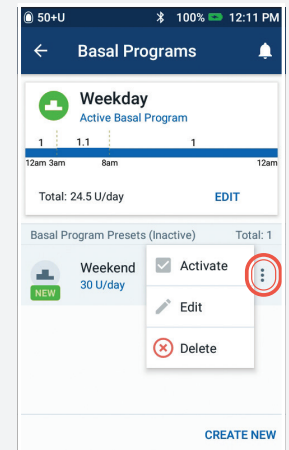 50+U 100% 12:11 PM
Basal Programs
Weekday
Active Basal Program
1 1.1 1
12am 3am 8am 12am
Total: 24.5 U/day EDIT
Basal Program Presets (Inactive) Total: 1
Weekend
30 U/day
NEW
Activate
Edit
Delete
CREATE NEW